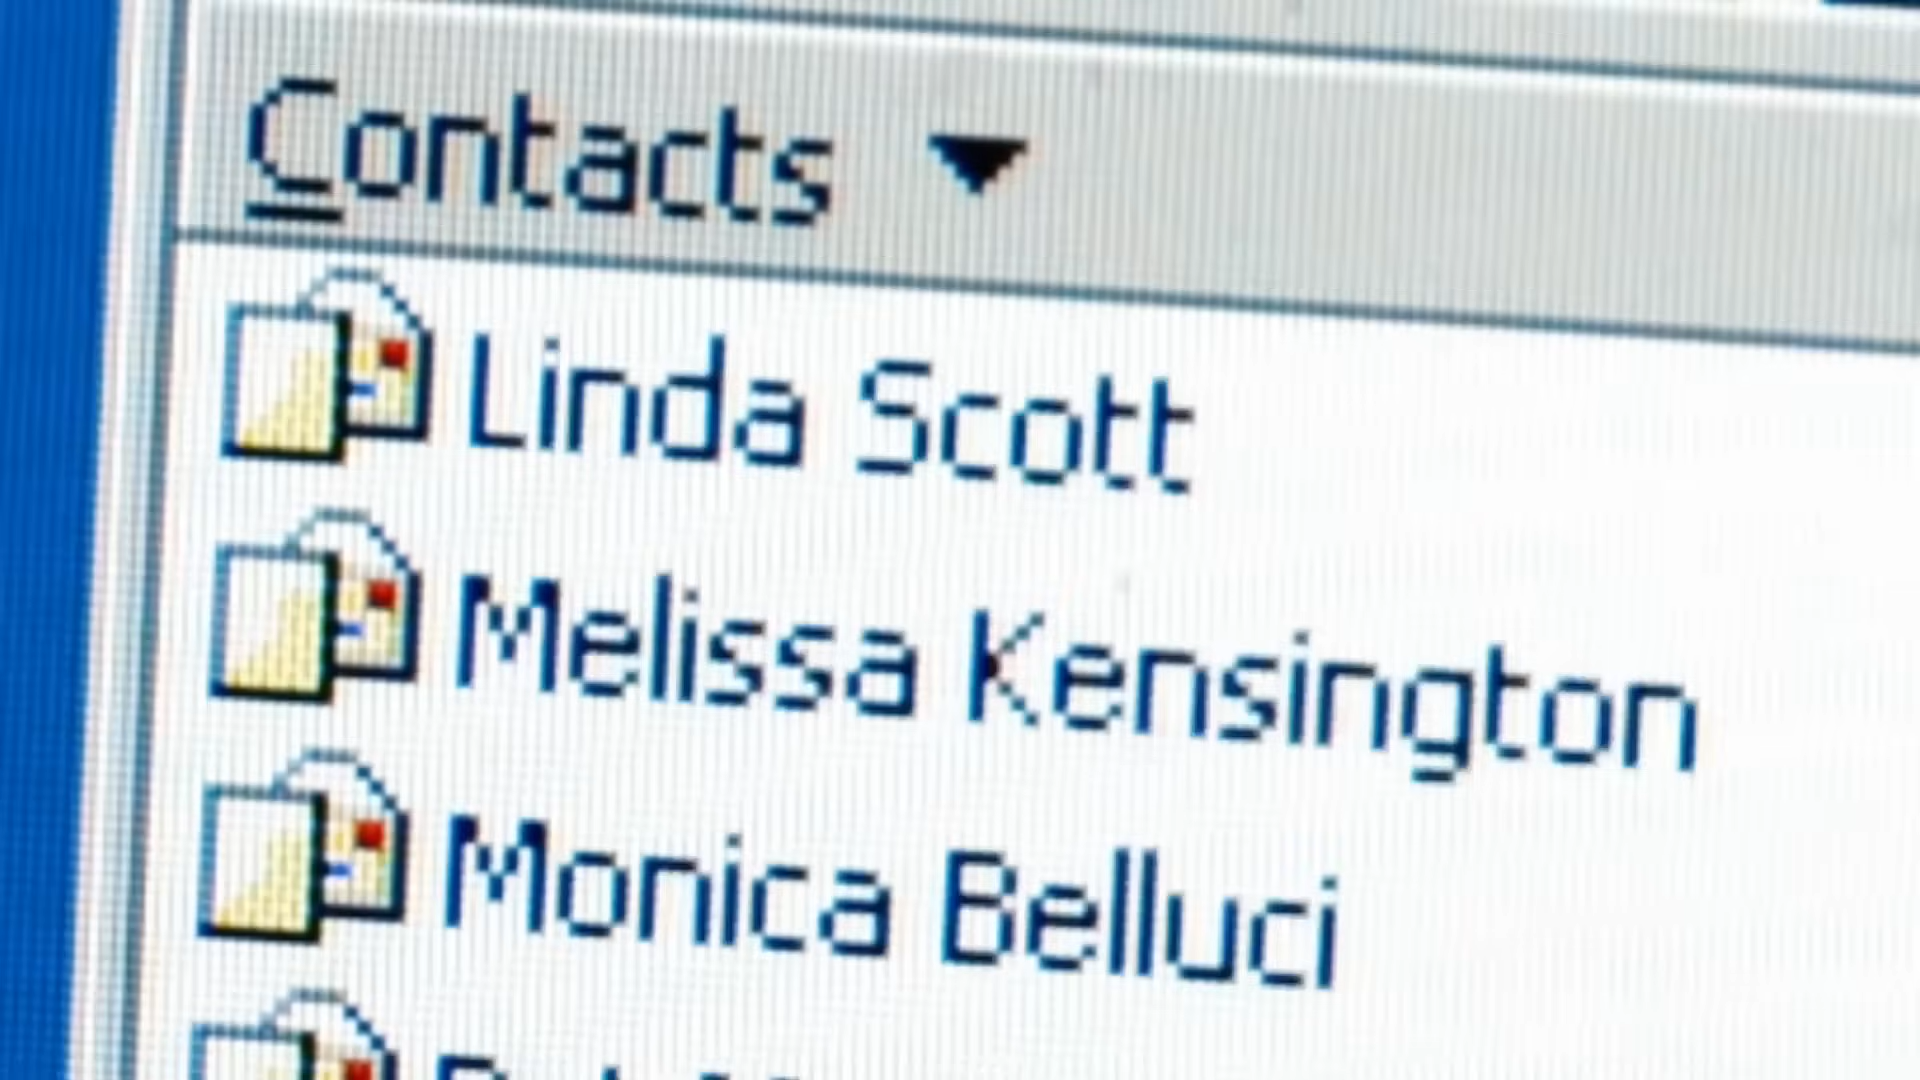 Contacts
Linda Scott
Melissa Kensington
Monica Belluci